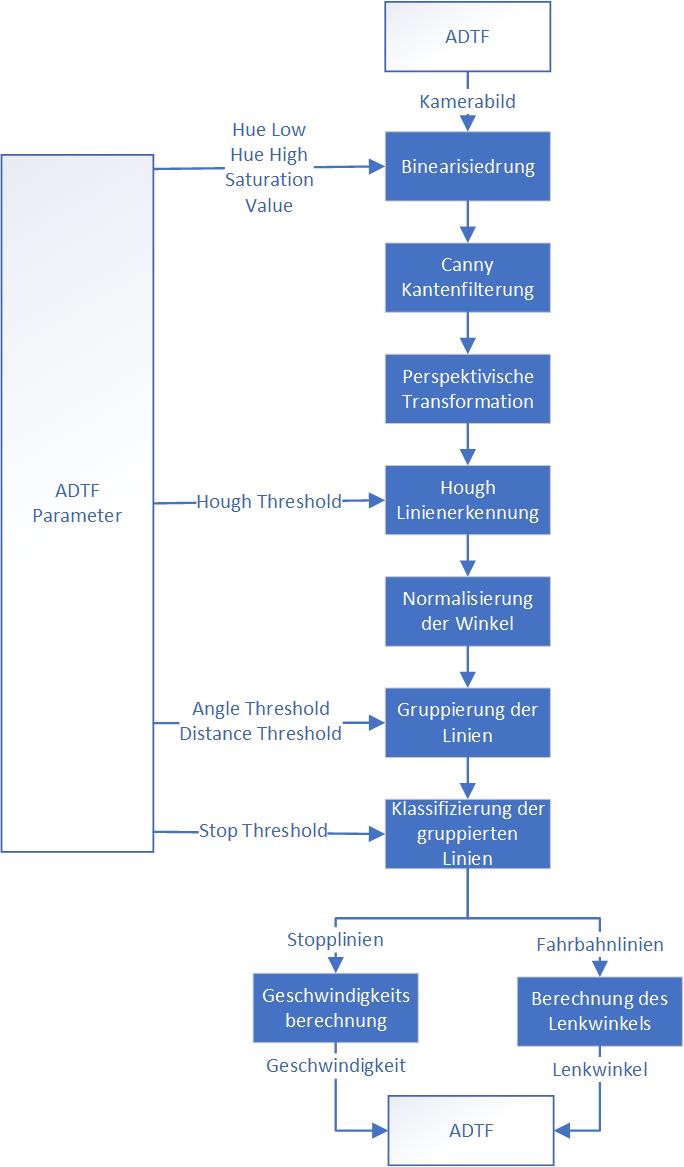 ADTF
Kamerabild
Hue Low
Hue High
Saturation
Value
Binearisiedrung
Canny
Kantenfilterung
Perspektivische
Transformation
ADTF
Parameter
Hough Threshold
Hough
Linienerkennung
Normalisierung
der Winkel
Angle Threshold
Distance Threshold
Gruppierung der
Linien
Stop Threshold
Klassifizierung der
gruppierten
Linien
Stopplinien
Fahrbahnlinien
Geschwindigkeits
berechnung
Berechnung des
Lenkwinkels
Geschwindigkeit
Lenkwinkel
ADTF